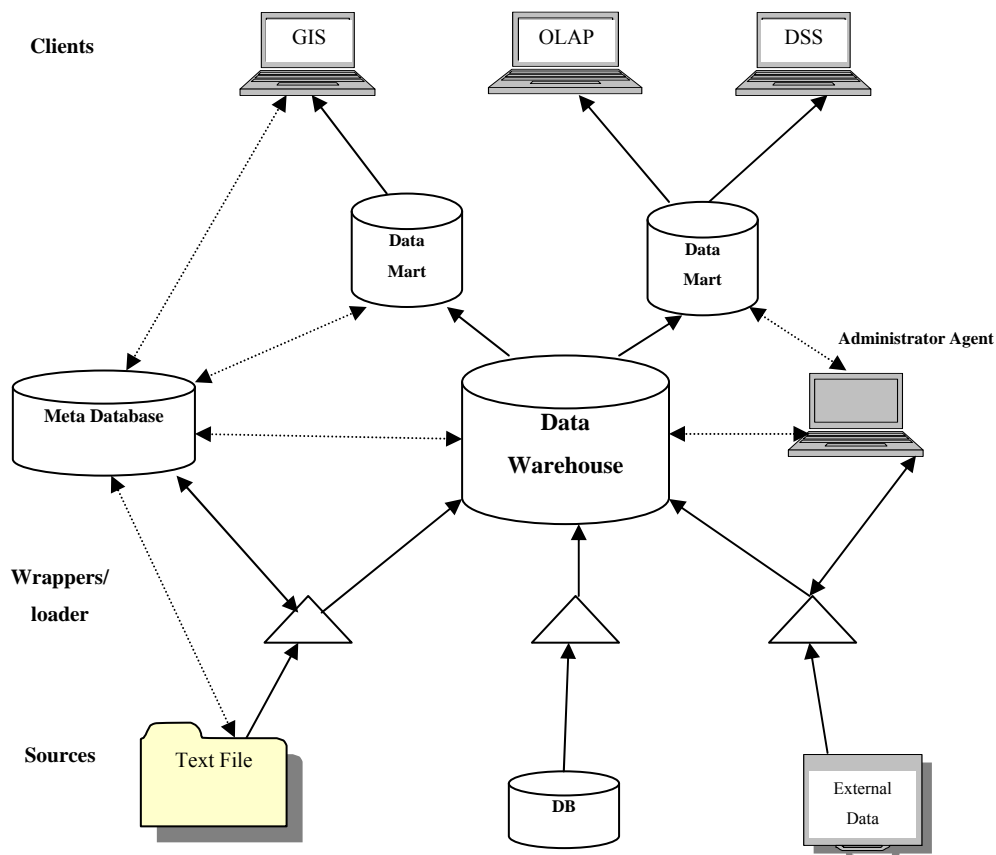 Clients
GIS
OLAP
DSS
Data
Mart
Data
Mart
Administrator Agent
Meta Database
Data
Warehouse
Wrappers/
loader
Sources
Text File
DB
External
Data